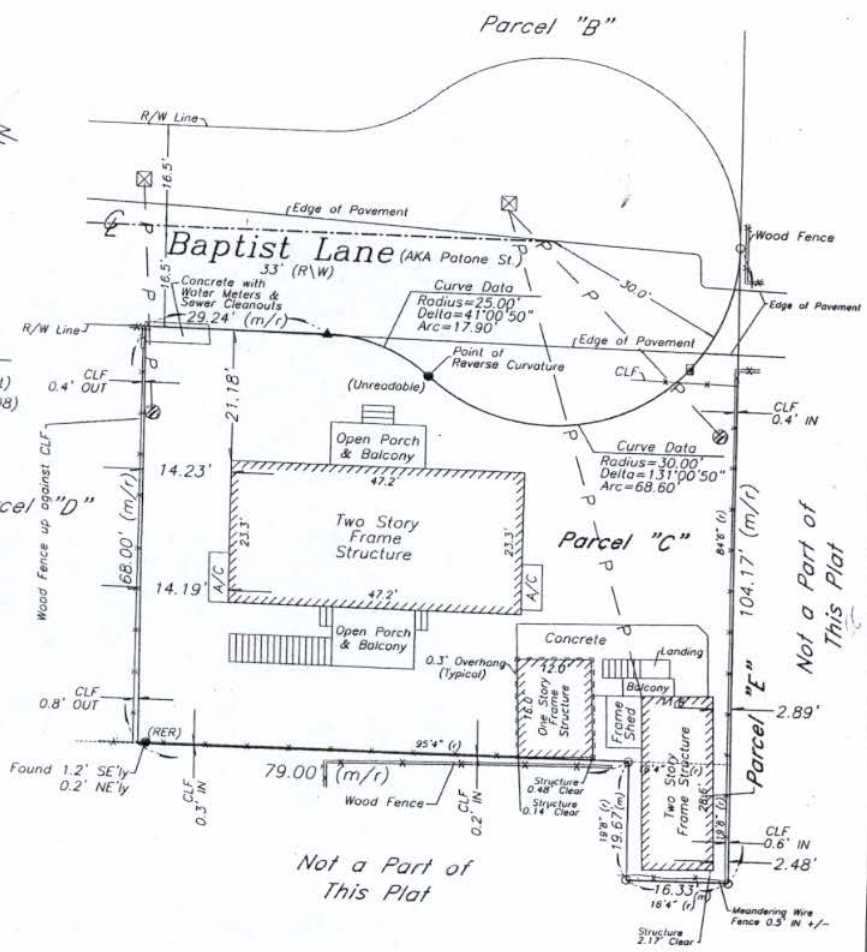 Parcel "B"
R/W Line
16.5'
Edge of Pavement
Baptist Lane (AKA Patone St.)
33' (R\W)
16.5'
P
P
P
P
P
P
P
P
P
P
P
30.0'
Wood Fence
Edge of Pavement
Concrete with
Water Meters &
Sewer Cleanouts
29.24' (m/r)
R/W Line
Curve Data
Radius=25.00'
Delta=41°00'50"
Arc=17.90'
Edge of Pavement
Point of
Reverse Curvature
(Unreadable)
CLF
CLF
0.4' OUT
CLF
0.4' IN
21.18'
Open Porch
& Balcony
Curve Data
Radius=30.00'
Delta=131°00'50"
Arc=68.60'
Wood Fence up against CLF
68.00' (m/r)
14.23'
47.2'
23.3'
Two Story
Frame
Structure
23.3'
Parcel "C"
84'6" (r)
104.17' (m/r)
Not a Part of
This Plat
14.19'
A/C
47.2'
A/C
cel "D"
Open Porch
& Balcony
Concrete
0.3' Overhang
(Typical)
12.0'
16.0'
One Story
Frame
Structure
Landing
Balcony
Frame
Shed
Two Story
Frame Structure
28.6'
19'8" (r)
2.89'
Parcel "E"
CLF
0.8' OUT
(RER)
Found 1.2' SE'ly
0.2' NE'ly
CLF
0.3' IN
95'4" (r)
79.00' (m/r)
Wood Fence
CLF
0.2' IN
Structure
0.48' Clear
Structure
0.14' Clear
19'8" (r)
19.67' (m)
CLF
0.6' IN
2.48'
16.33' (m)
16'4" (r)
Meandering Wire
Fence 0.5' IN +/-
Structure
2.17' Clear
Not a Part of
This Plat